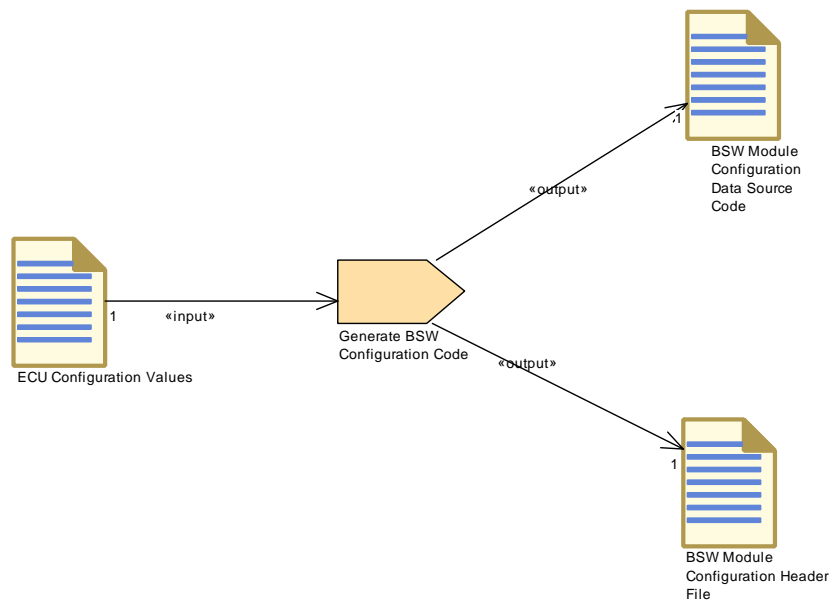 1
BSW Module
Configuration
Data Source
Code
«output»
1
«input»
Generate BSW
Configuration Code
ECU Configuration Values
«output»
1
BSW Module
Configuration Header
File